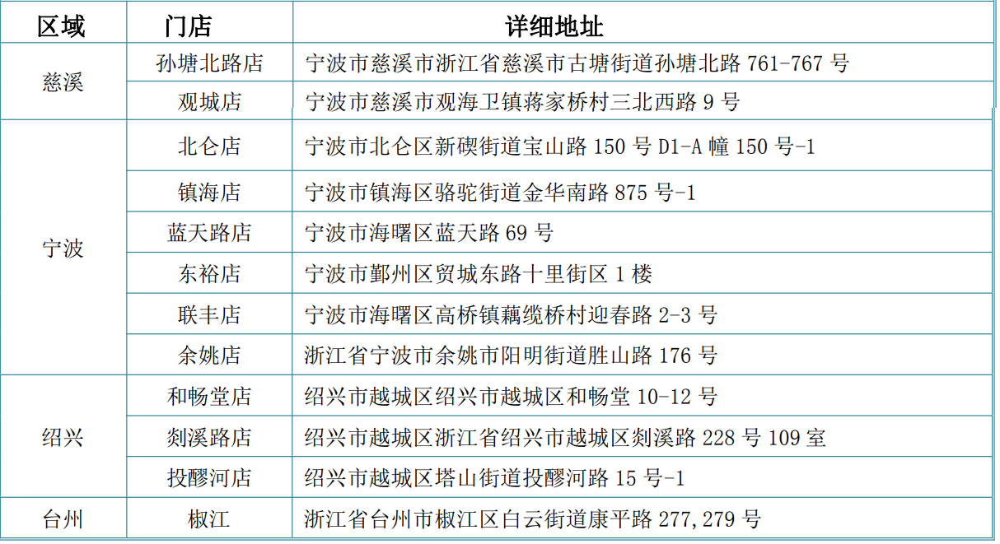 区域 门店 详细地址
慈溪 孙塘北路店 宁波市慈溪市浙江省慈溪市古塘街道孙塘北路 761-767 号
观城店 宁波市慈溪市观海卫镇蒋家桥村三北西路 9 号
宁波 北仑店 宁波市北仑区新碶街道宝山路 150 号 D1-A 幢 150 号-1
镇海店 宁波市镇海区骆驼街道金华南路 875 号-1
蓝天路店 宁波市海曙区蓝天路 69 号
东裕店 宁波市鄞州区贸城东路十里街区 1 楼
联丰店 宁波市海曙区高桥镇藕缆桥村迎春路 2-3 号
余姚店 浙江省宁波市余姚市阳明街道胜山路 176 号
绍兴 和畅堂店 绍兴市越城区绍兴市越城区和畅堂 10-12 号
剡溪路店 绍兴市越城区浙江省绍兴市越城区剡溪路 228 号 109 室
投醪河店 绍兴市越城区塔山街道投醪河路 15 号-1
台州 椒江 浙江省台州市椒江区白云街道康平路 277,279 号